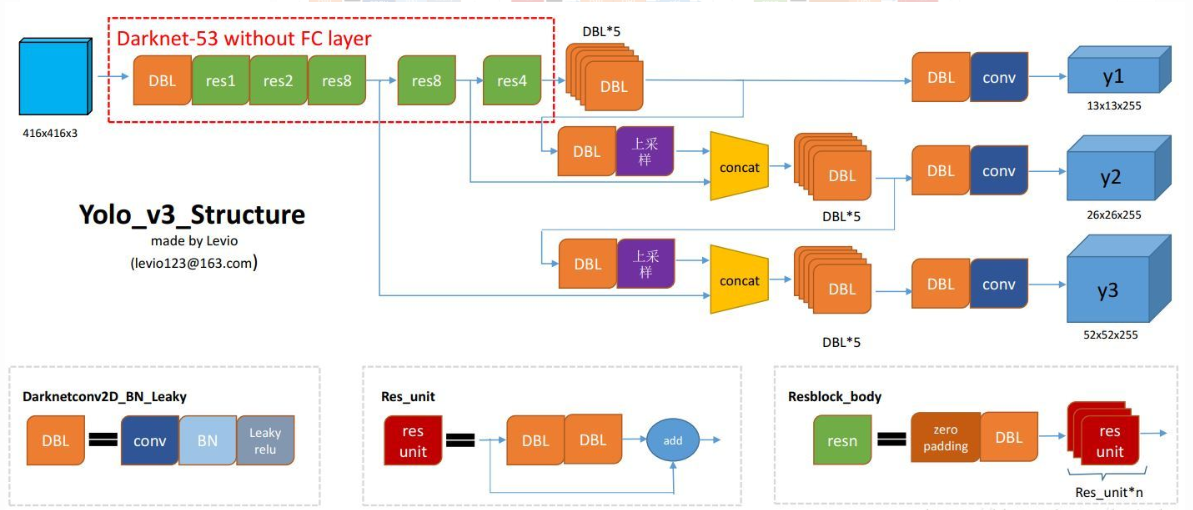 Darknet-53 without FC layer
DBL*5
DBL
res1
res2
res8
res8
res4
DBL
DBL
conv
y1
416x416x3
13x13x255
DBL
上采
样
concat
DBL
DBL
conv
y2
DBL*5
26x26x255
Yolo_v3_Structure
made by Levio
(levio123@163.com)
DBL
上采
样
concat
DBL
DBL
conv
y3
DBL*5
52x52x255
Darknetconv2D_BN_Leaky
DBL
conv
BN
Leaky
relu
Res_unit
res
unit
DBL
DBL
add
Resblock_body
resn
zero
padding
DBL
res
unit
Res_unit*n